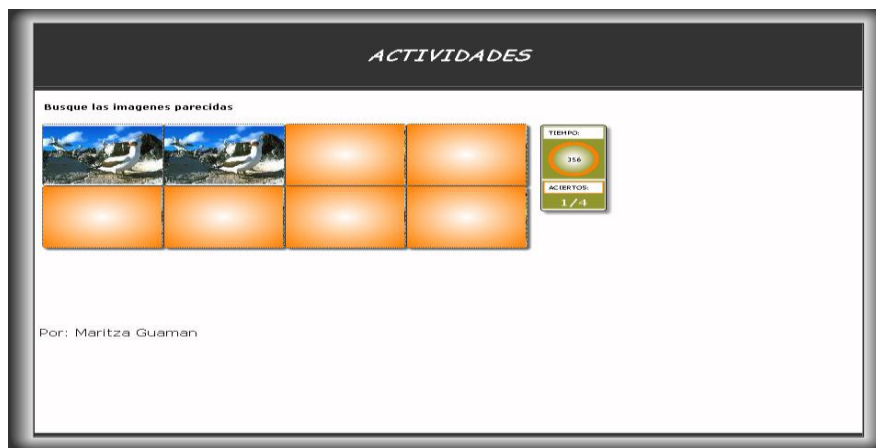 ACTIVIDADES
Busque las imagenes parecidas
TIEMPO:
356
ACIERTOS:
1/4
Por: Maritza Guaman